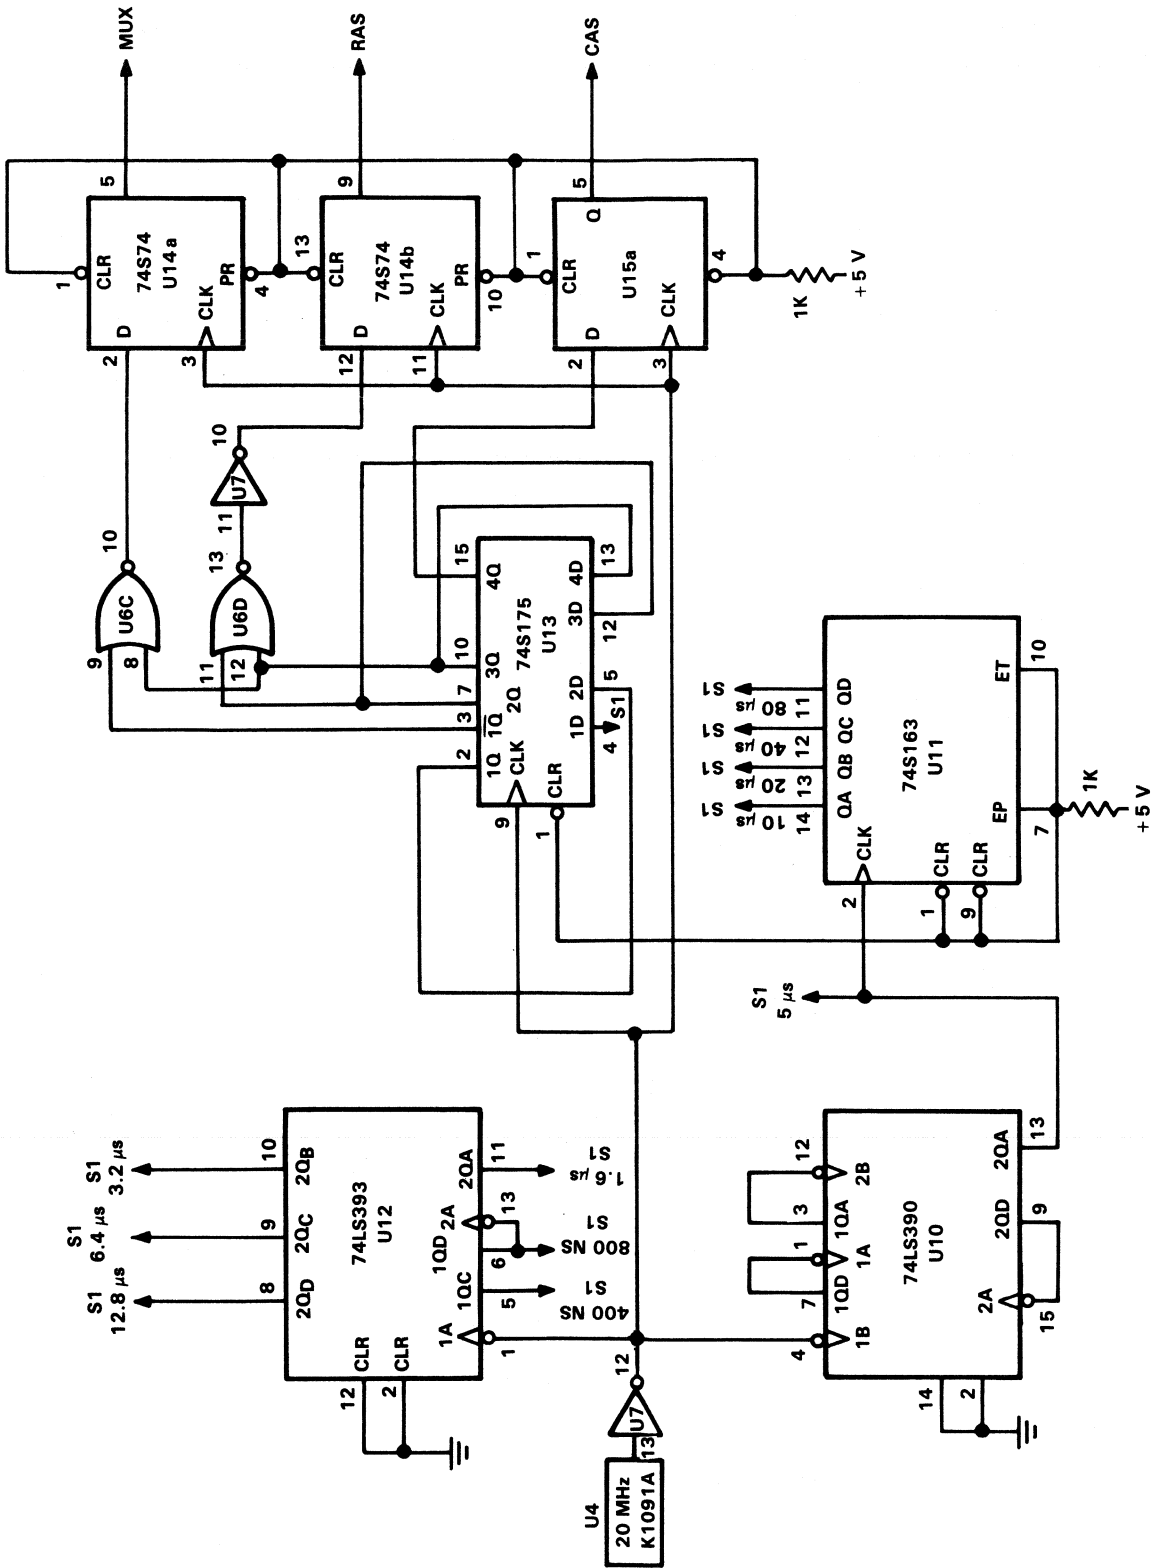 MUX
RAS
CAS
5
9
5
1
CLR
74S74
U14a
PR
4
D
CLK
2
3
13
CLR
74S74
U14b
PR
10
D
CLK
12
11
1
CLR
Q
U15a
4
D
CLK
2
3
1K
+5 V
10
U7
11
10
U6C
9
8
13
U6D
11
12
15
4Q
4D
13
74S175
U13
3D
12
10
3Q
7
2Q
2D
5
3
1Q
1D
4
S1
2
1Q
CLK
9
CLR
1
S1
80 μs
11
QD
S1
40 μs
12
QC
S1
20 μs
13
QB
S1
10 μs
14
QA
74S163
U11
ET
10
EP
7
CLK
2
CLR
1
CLR
9
1K
+5 V
S1
5 μs
S1
3.2 μs
10
2QB
S1
6.4 μs
9
2QC
S1
12.8 μs
8
2QD
74LS393
U12
2QA
11
S1
1.6 μs
2A
13
1QD
6
S1
800 NS
1QC
5
S1
400 NS
1A
1
CLR
12
CLR
2
12
U7
13
U4
20 MHz
K1091A
12
2B
3
1QA
1
1A
7
1QD
4
1B
74LS390
U10
2QA
13
2QD
9
2A
15
14
2